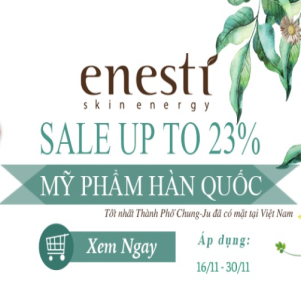 enesti
skin energy
SALE UP TO 23%
MỸ PHẨM HÀN QUỐC
Tốt nhất Thành Phố Chung-Ju đã có mặt tại Việt Nam
Xem Ngay
Áp dụng:
16/11 - 30/11